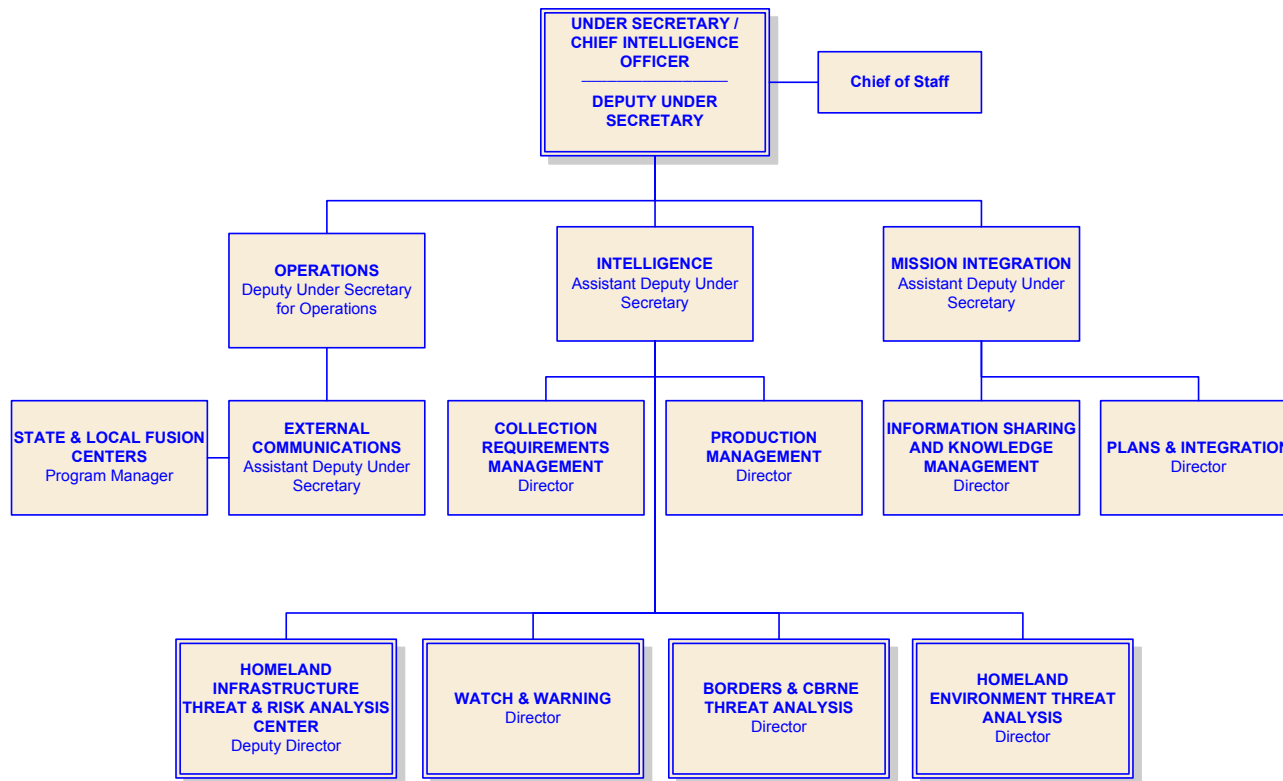 UNDER SECRETARY /
CHIEF INTELLIGENCE
OFFICER
DEPUTY UNDER
SECRETARY
Chief of Staff
OPERATIONS
Deputy Under Secretary
for Operations
INTELLIGENCE
Assistant Deputy Under
Secretary
MISSION INTEGRATION
Assistant Deputy Under
Secretary
STATE & LOCAL FUSION
CENTERS
Program Manager
EXTERNAL
COMMUNICATIONS
Assistant Deputy Under
Secretary
COLLECTION
REQUIREMENTS
MANAGEMENT
Director
PRODUCTION
MANAGEMENT
Director
INFORMATION SHARING
AND KNOWLEDGE
MANAGEMENT
Director
PLANS & INTEGRATION
Director
HOMELAND
INFRASTRUCTURE
THREAT & RISK ANALYSIS
CENTER
Deputy Director
WATCH & WARNING
Director
BORDERS & CBRNE
THREAT ANALYSIS
Director
HOMELAND
ENVIRONMENT THREAT
ANALYSIS
Director